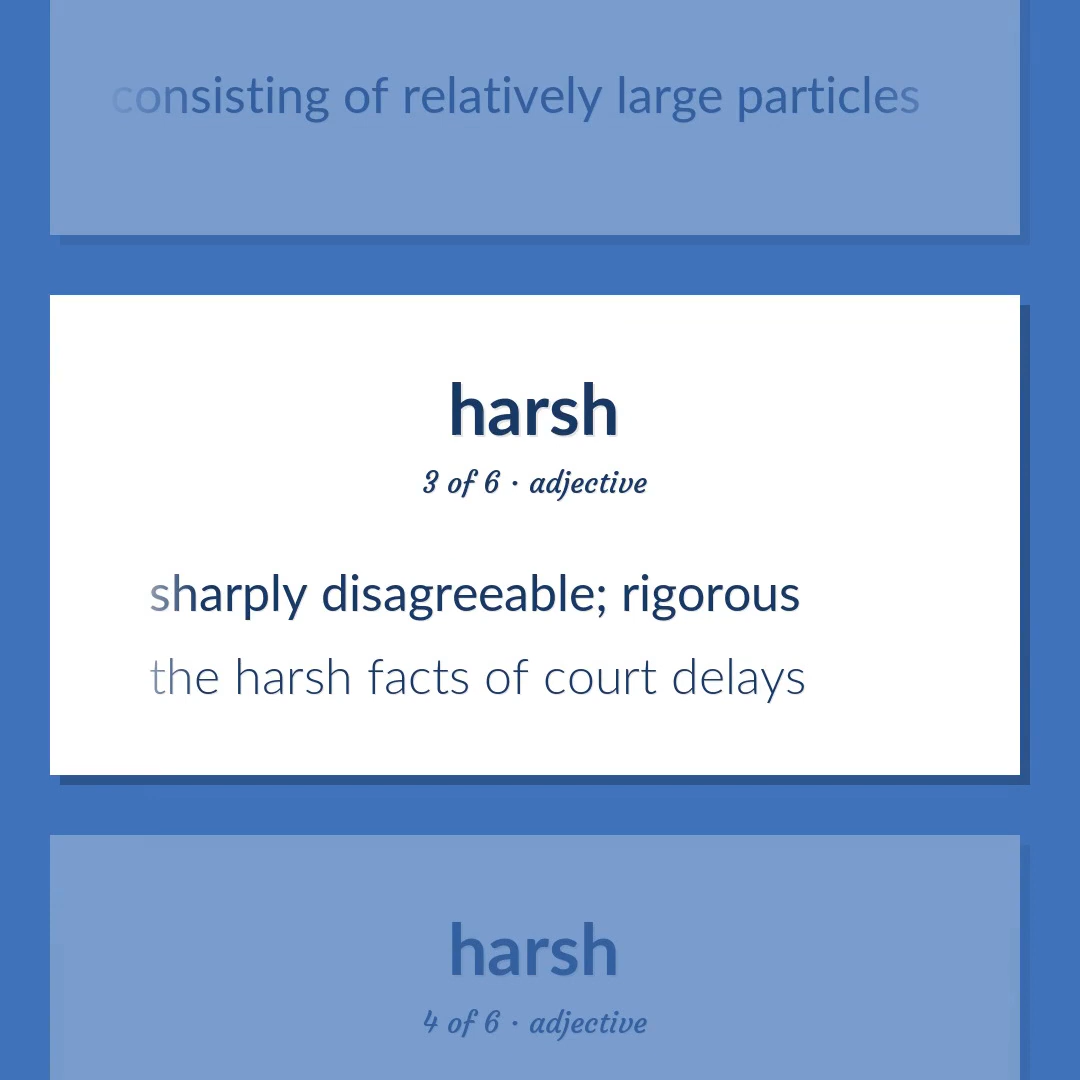 consisting of relatively large particles
harsh
3 of 6 · adjective
sharply disagreeable; rigorous
the harsh facts of court delays
harsh
4 of 6 · adjective